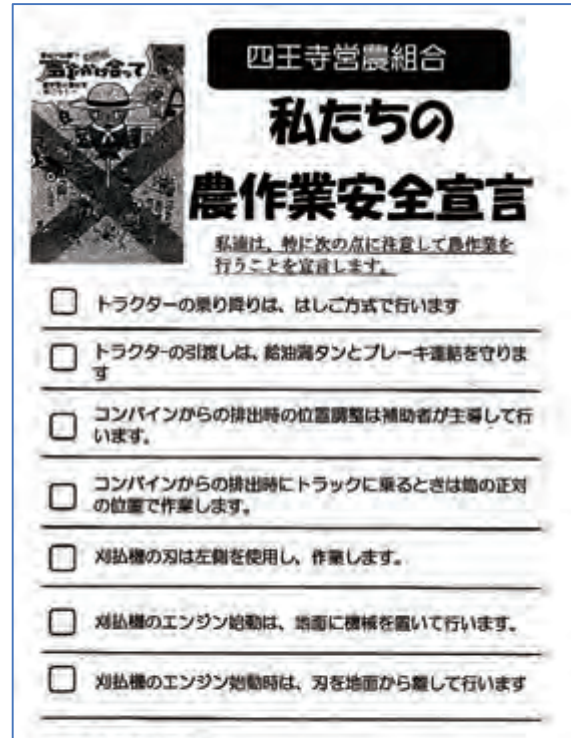 声をかけ合って
四王寺営農組合
私たちの
農作業安全宣言
私達は、特に次の点に注意して農作業を
行うことを宣言します。
トラクターの乗り降りは、はしご方式で行います
トラクターの引渡しは、給油満タンとブレーキ連結を守りま
す
コンバインからの排出時の位置調整は補助者が主導して行
います。
コンバインからの排出時にトラックに乗るときは筒の正対
の位置で作業します。
刈払機の刃は左側を使用し、作業します。
刈払機のエンジン始動は、地面に機械を置いて行います。
刈払機のエンジン始動時は、刃を地面から離して行います